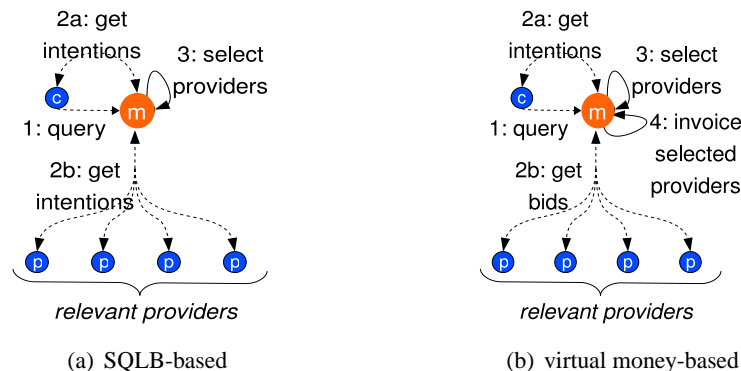 2a: get
intentions
3: select
providers
c
m
1: query
2b: get
intentions
p p p p
relevant providers
(a) SQLB-based
2a: get
intentions
3: select
providers
c
m
1: query
4: invoice
selected
providers
2b: get
bids
p p p p
relevant providers
(b) virtual money-based